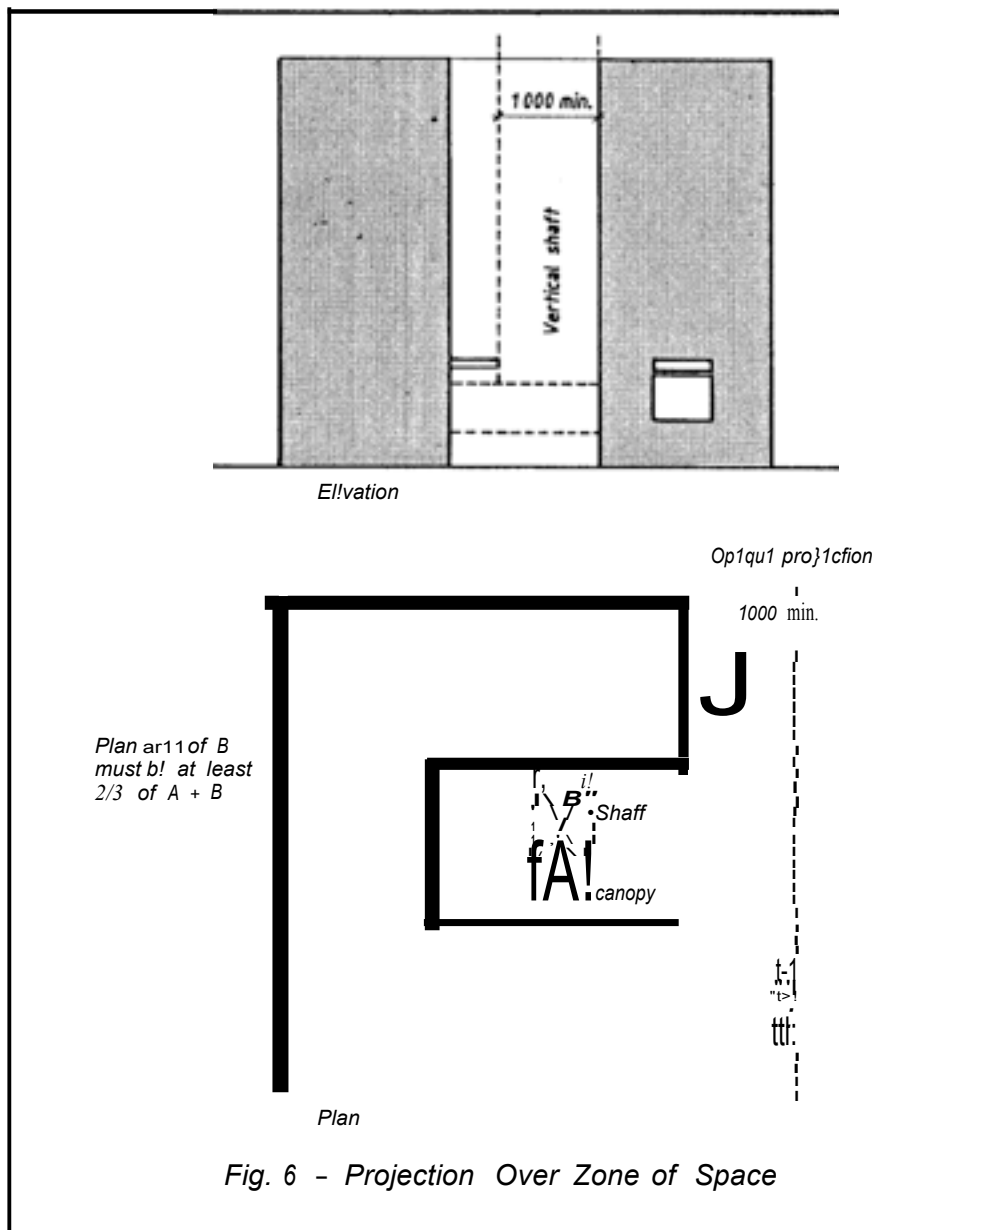 1000 min.
Vertical shaft
El!vation
Op1qu1 pro}1cfion
1000 min.
J
Plan ar11 of B
must b! at least
2/3 of A + B
i!
B"
•Shaff
fA!
canopy
Plan
Fig. 6 – Projection Over Zone of Space